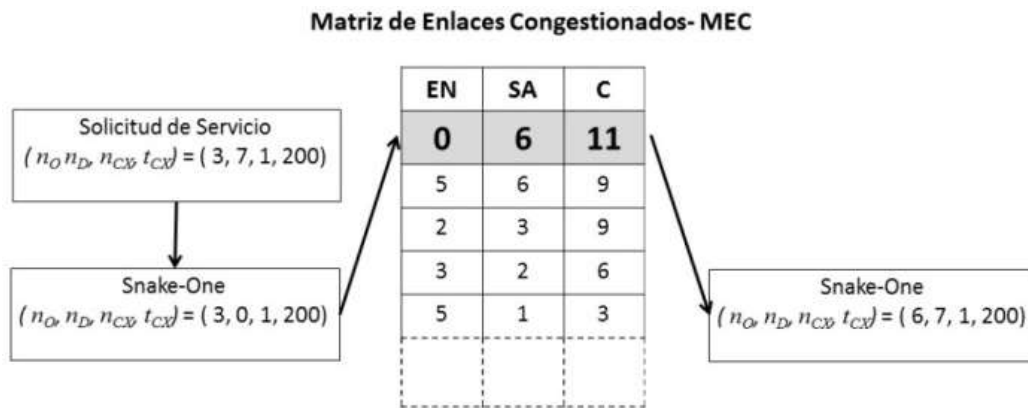 Matriz de Enlaces Congestionados- MEC
Solicitud de Servicio
( nO nD, nCX, tCX) = ( 3, 7, 1, 200)
Snake-One
( nO, nD, nCX, tCX) = ( 3, 0, 1, 200)
EN SA C
0 6 11
5 6 9
2 3 9
3 2 6
5 1 3
Snake-One
( nO, nD, nCX, tCX) = ( 6, 7, 1, 200)